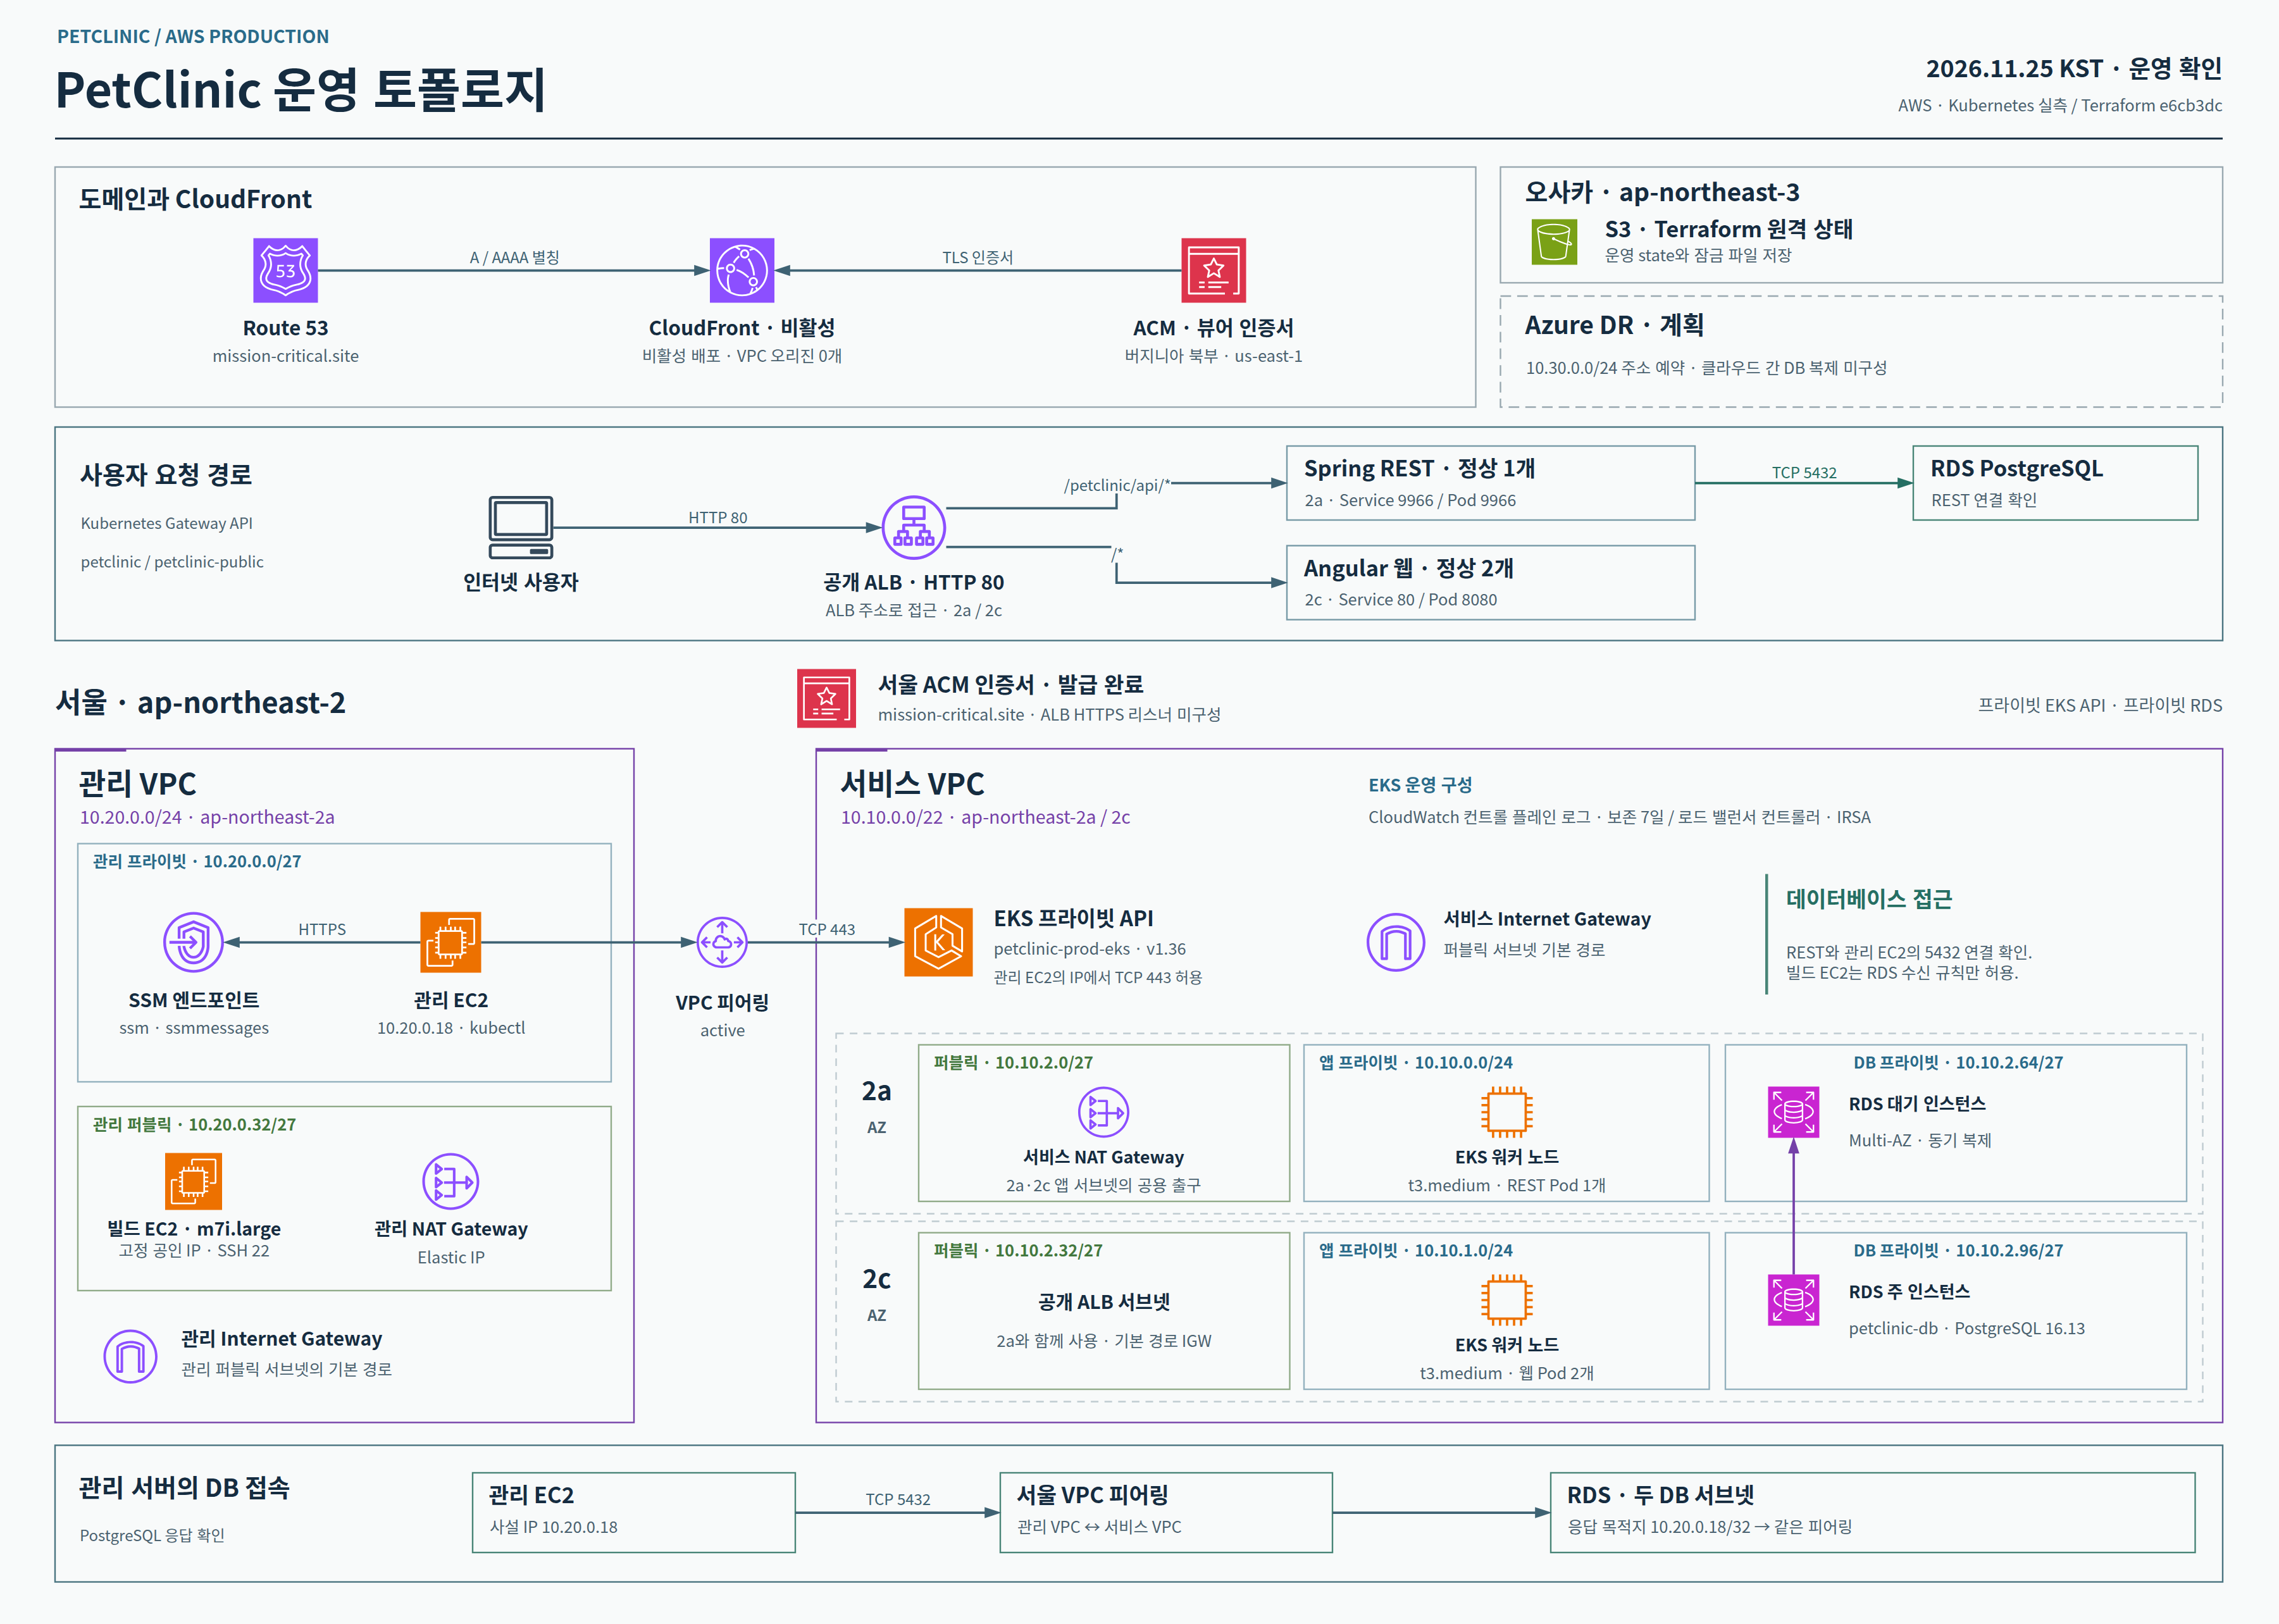 PETCLINIC / AWS PRODUCTION
PetClinic 운영 토폴로지
2026.11.25 KST · 운영 확인
AWS · Kubernetes 실측 / Terraform e6cb3dc
도메인과 CloudFront
A / AAAA 별칭
TLS 인증서
53
Route 53
mission-critical.site
CloudFront · 비활성
비활성 배포 · VPC 오리진 0개
ACM · 뷰어 인증서
버지니아 북부 · us-east-1
오사카 · ap-northeast-3
S3 · Terraform 원격 상태
운영 state와 잠금 파일 저장
Azure DR · 계획
10.30.0.0/24 주소 예약 · 클라우드 간 DB 복제 미구성
사용자 요청 경로
Kubernetes Gateway API
petclinic / petclinic-public
인터넷 사용자
HTTP 80
공개 ALB · HTTP 80
ALB 주소로 접근 · 2a / 2c
/petclinic/api/*
/*
Spring REST · 정상 1개
2a · Service 9966 / Pod 9966
TCP 5432
RDS PostgreSQL
REST 연결 확인
Angular 웹 · 정상 2개
2c · Service 80 / Pod 8080
서울 · ap-northeast-2
서울 ACM 인증서 · 발급 완료
mission-critical.site · ALB HTTPS 리스너 미구성
프라이빗 EKS API · 프라이빗 RDS
관리 VPC
10.20.0.0/24 · ap-northeast-2a
관리 프라이빗 · 10.20.0.0/27
HTTPS
SSM 엔드포인트
ssm · ssmmessages
관리 EC2
10.20.0.18 · kubectl
관리 퍼블릭 · 10.20.0.32/27
빌드 EC2 · m7i.large
고정 공인 IP · SSH 22
관리 NAT Gateway
Elastic IP
관리 Internet Gateway
관리 퍼블릭 서브넷의 기본 경로
VPC 피어링
active
TCP 443
서비스 VPC
10.10.0.0/22 · ap-northeast-2a / 2c
EKS 운영 구성
CloudWatch 컨트롤 플레인 로그 · 보존 7일 / 로드 밸런서 컨트롤러 · IRSA
K
EKS 프라이빗 API
petclinic-prod-eks · v1.36
관리 EC2의 IP에서 TCP 443 허용
서비스 Internet Gateway
퍼블릭 서브넷 기본 경로
데이터베이스 접근
REST와 관리 EC2의 5432 연결 확인.
빌드 EC2는 RDS 수신 규칙만 허용.
2a
AZ
퍼블릭 · 10.10.2.0/27
서비스 NAT Gateway
2a·2c 앱 서브넷의 공용 출구
앱 프라이빗 · 10.10.0.0/24
EKS 워커 노드
t3.medium · REST Pod 1개
DB 프라이빗 · 10.10.2.64/27
RDS 대기 인스턴스
Multi-AZ · 동기 복제
2c
AZ
퍼블릭 · 10.10.2.32/27
공개 ALB 서브넷
2a와 함께 사용 · 기본 경로 IGW
앱 프라이빗 · 10.10.1.0/24
EKS 워커 노드
t3.medium · 웹 Pod 2개
DB 프라이빗 · 10.10.2.96/27
RDS 주 인스턴스
petclinic-db · PostgreSQL 16.13
관리 서버의 DB 접속
PostgreSQL 응답 확인
관리 EC2
사설 IP 10.20.0.18
TCP 5432
서울 VPC 피어링
관리 VPC ↔ 서비스 VPC
RDS · 두 DB 서브넷
응답 목적지 10.20.0.18/32 → 같은 피어링